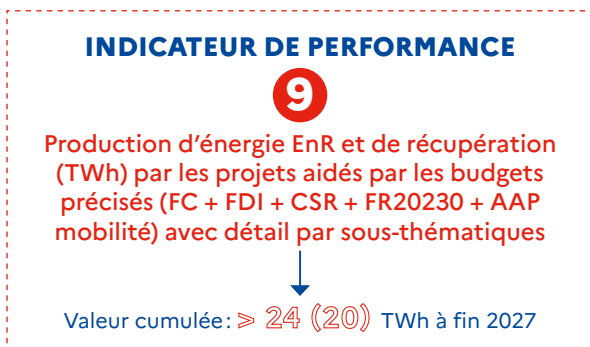 INDICATEUR DE PERFORMANCE
9
Production d'énergie EnR et de récupération
(TWh) par les projets aidés par les budgets
précisés (FC + FDI + CSR + FR20230 + AAP
mobilité) avec détail par sous-thématiques
Valeur cumulée : > 24 (20) TWh à fin 2027